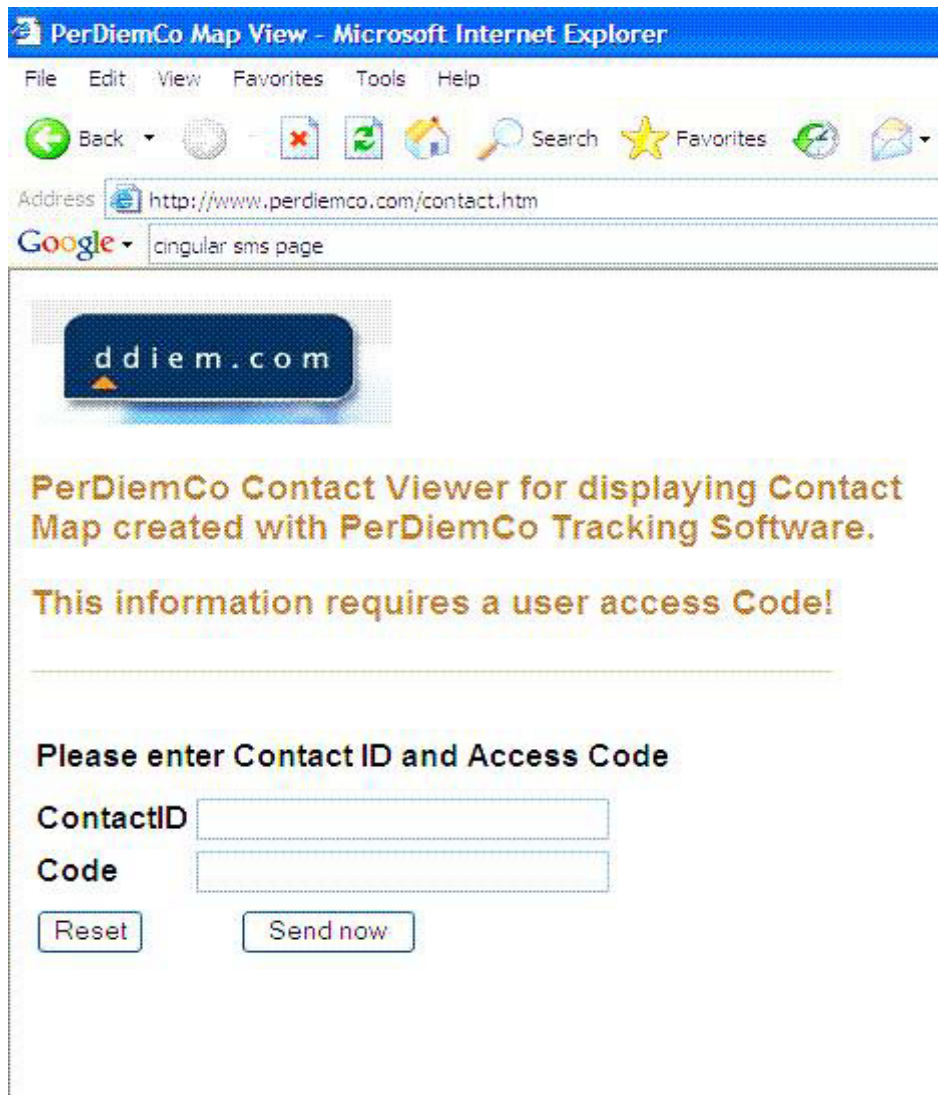 PerDiemCo Map View - Microsoft Internet Explorer
File Edit View Favorites Tools Help
Back Search Favorites
Address http://www.perdiemco.com/contact.htm
Google cingular sms page
ddiem.com
PerDiemCo Contact Viewer for displaying Contact
Map created with PerDiemCo Tracking Software.
This information requires a user access Code!
Please enter Contact ID and Access Code
ContactID
Code
Reset Send now